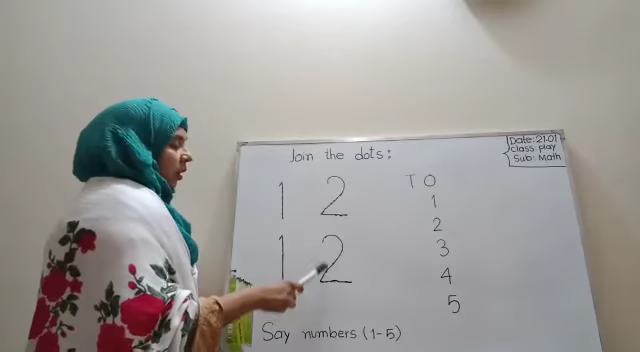 Join the dots:
Date: 21.01
class: play
Sub: Math
1 2
1 2
T O
1
2
3
4
5
Say numbers (1-5)